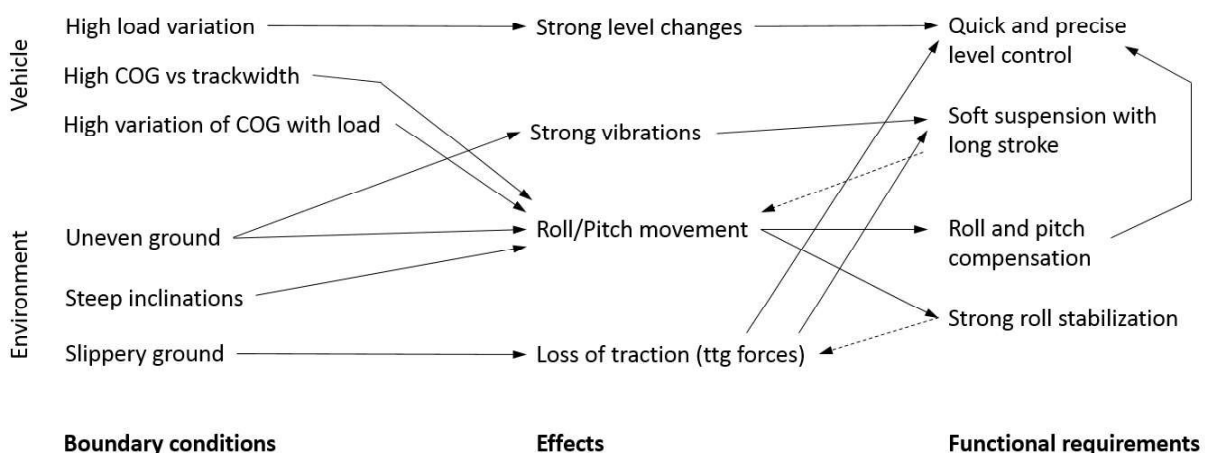 Vehicle
High load variation
High COG vs trackwidth
High variation of COG with load
Environment
Uneven ground
Steep inclinations
Slippery ground
Boundary conditions
Strong level changes
Strong vibrations
Roll/Pitch movement
Loss of traction (ttg forces)
Effects
Quick and precise
level control
Soft suspension with
long stroke
Roll and pitch
compensation
Strong roll stabilization
Functional requirements